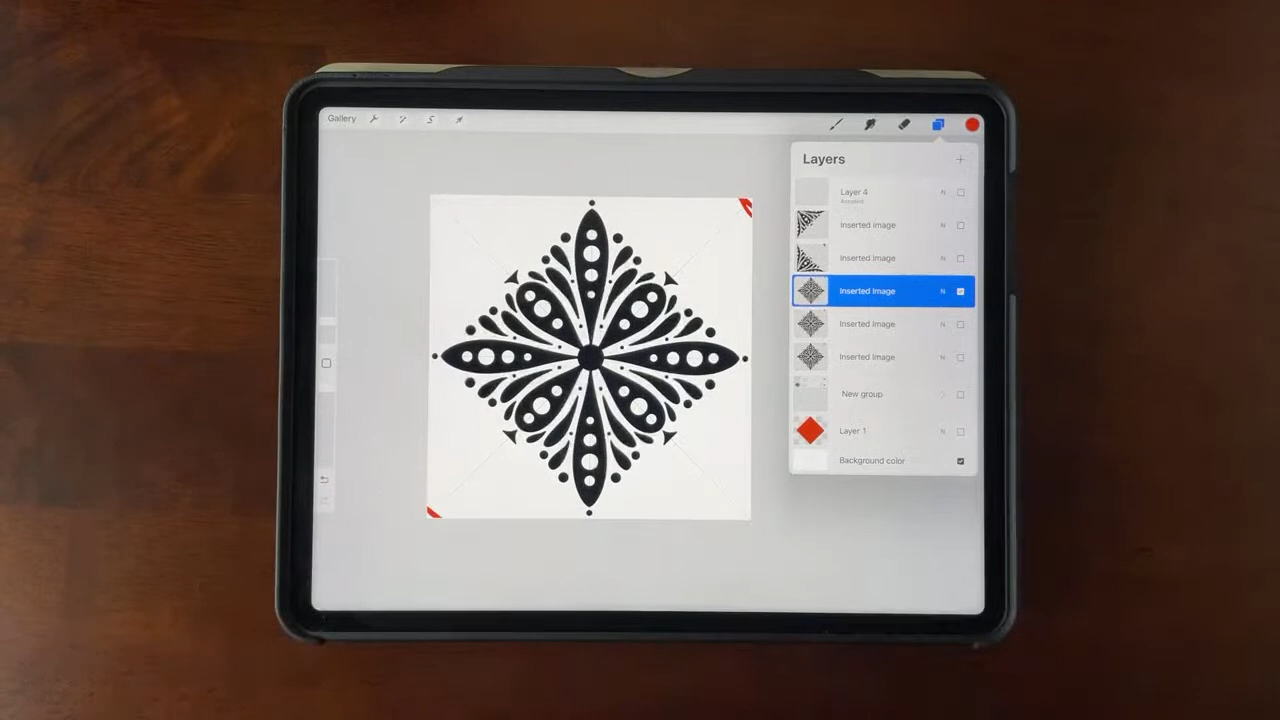 Gallery
Layers
Layer 4
N
Inserted Image
N
Inserted Image
N
Inserted Image
N
Inserted Image
N
Inserted Image
N
New group
Layer 1
N
Background color